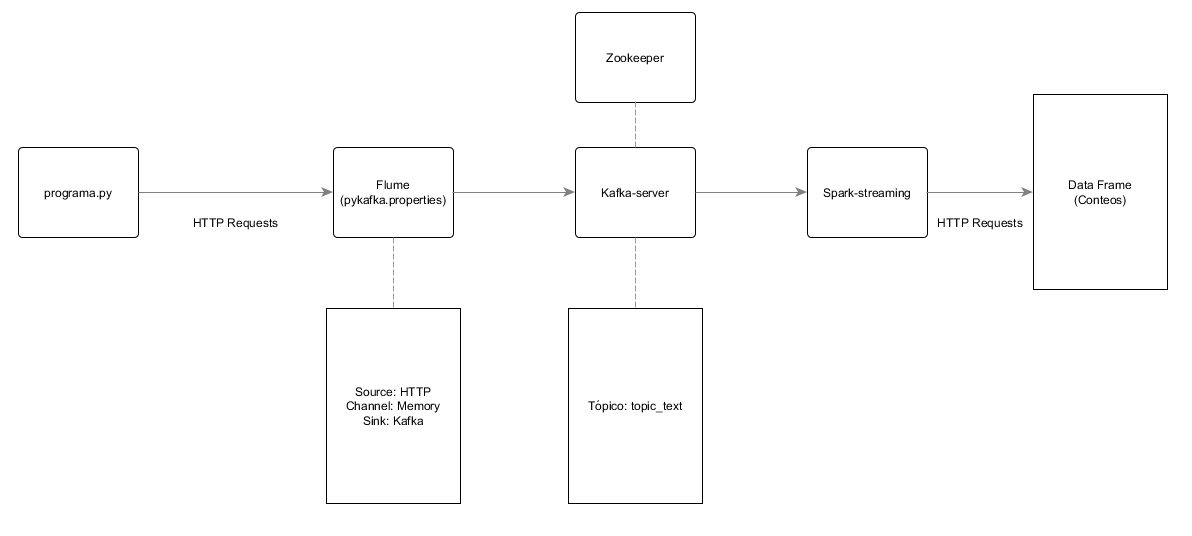 Zookeeper
programa.py
HTTP Requests
Flume
(pykafka.properties)
Kafka-server
Spark-streaming
HTTP Requests
Data Frame
(Conteos)
Source: HTTP
Channel: Memory
Sink: Kafka
Tópico: topic_text